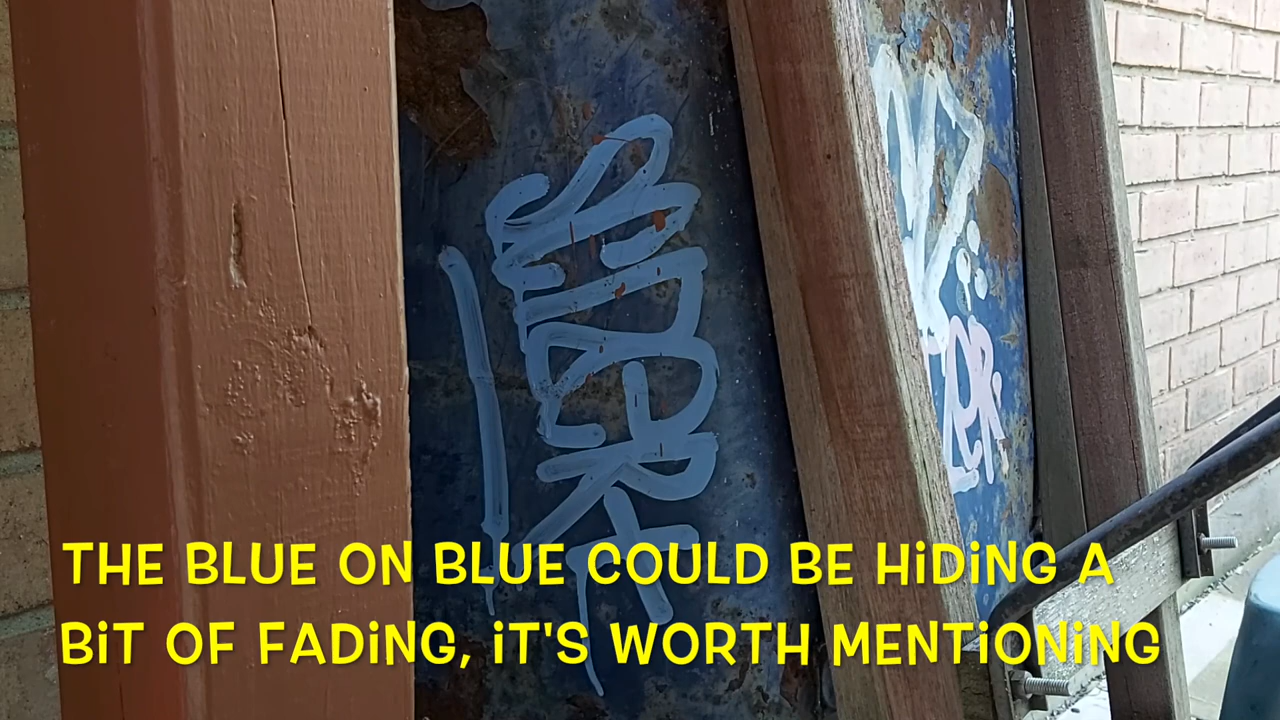 THE BLUE ON BLUE COULD BE HiDiNG A
BiT OF FADiNG, iT'S WORTH MENTiONiNG